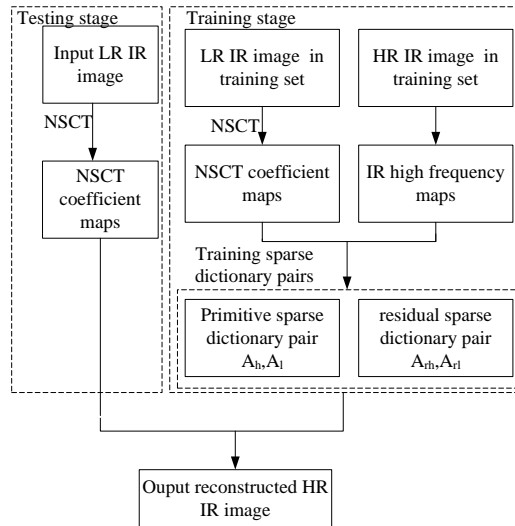 Testing stage
Input LR IR
image
NSCT
NSCT
coefficient
maps
Training stage
LR IR image in
training set
HR IR image in
training set
NSCT
NSCT coefficient
maps
IR high frequency
maps
Training sparse
dictionary pairs
Primitive sparse
dictionary pair
Ah,Al
residual sparse
dictionary pair
Arh,Arl
Ouput reconstructed HR
IR image